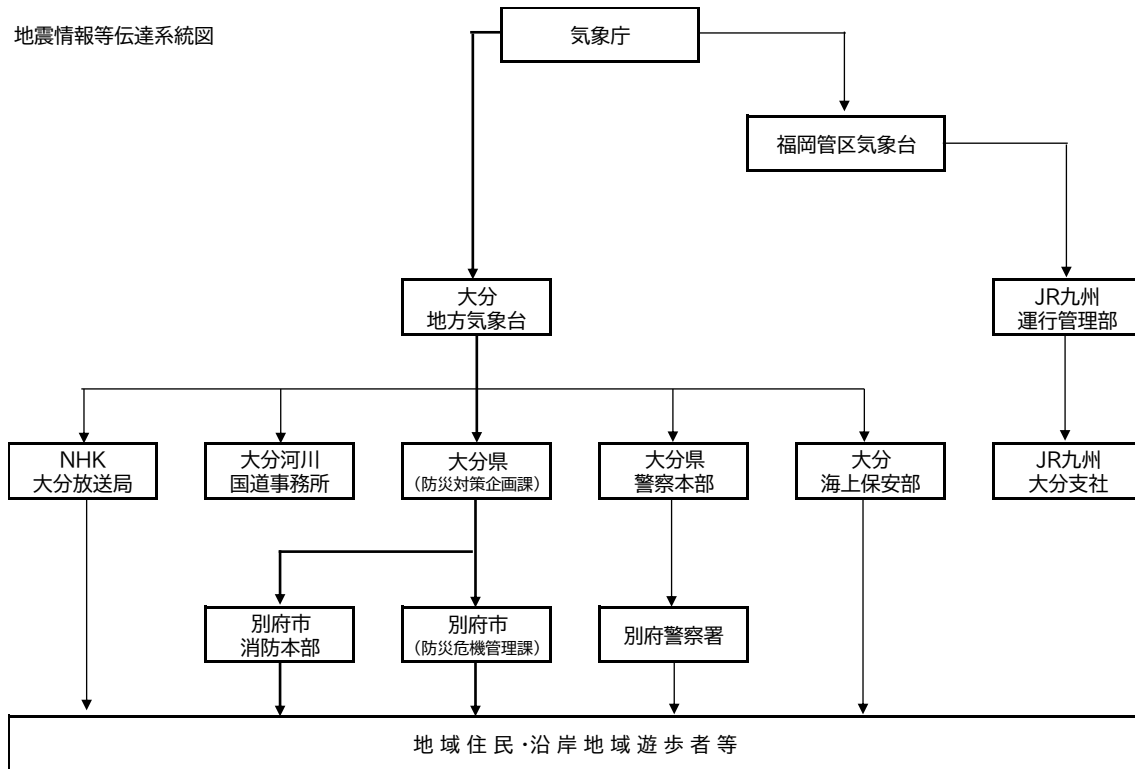 地震情報等伝達系統図
気象庁
福岡管区気象台
大分
地方気象台
JR九州
運行管理部
NHK
大分放送局
大分河川
国道事務所
大分県
（防災対策企画課）
大分県
警察本部
大分
海上保安部
JR九州
大分支社
別府市
消防本部
別府市
（防災危機管理課）
別府警察署
地域住民・沿岸地域遊歩者等